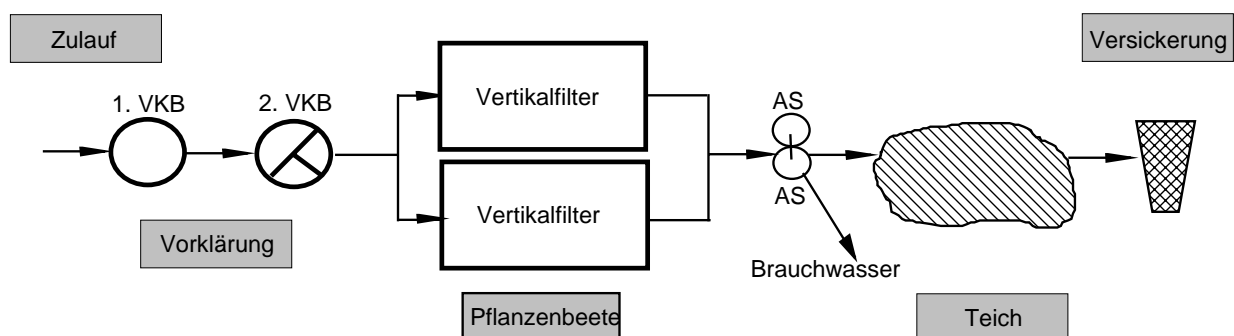 Zulauf
Versickerung
1. VKB
2. VKB
Vertikalfilter
AS
Vertikalfilter
AS
Vorklärung
Brauchwasser
Pflanzenbeete
Teich